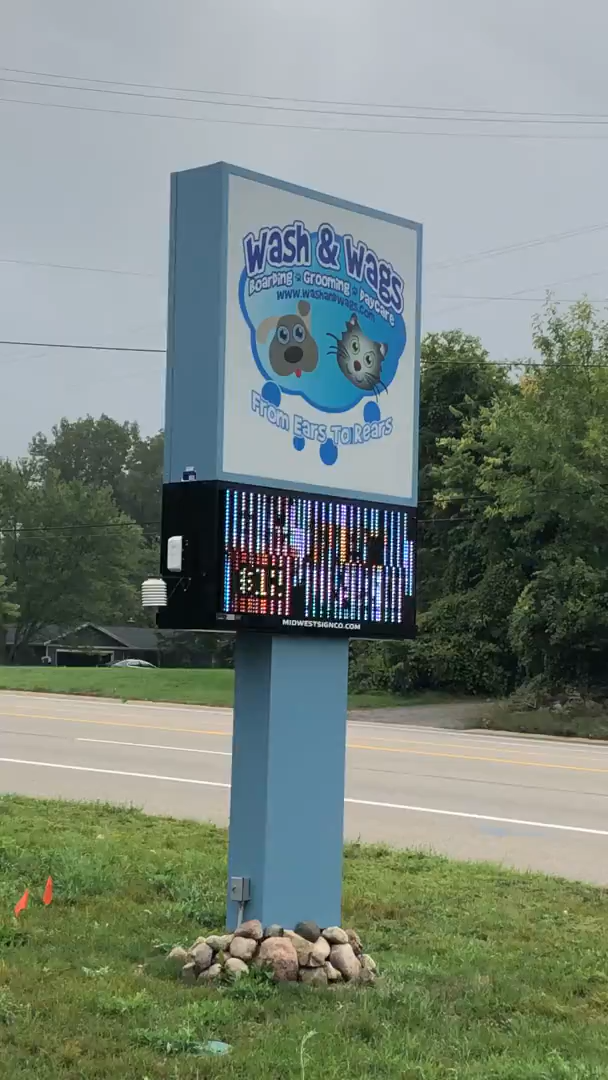 Wash & Wags
Boarding - Grooming - Daycare
www.washandwags.com
From Ears To Rears
MIDWESTSIGNCO.COM